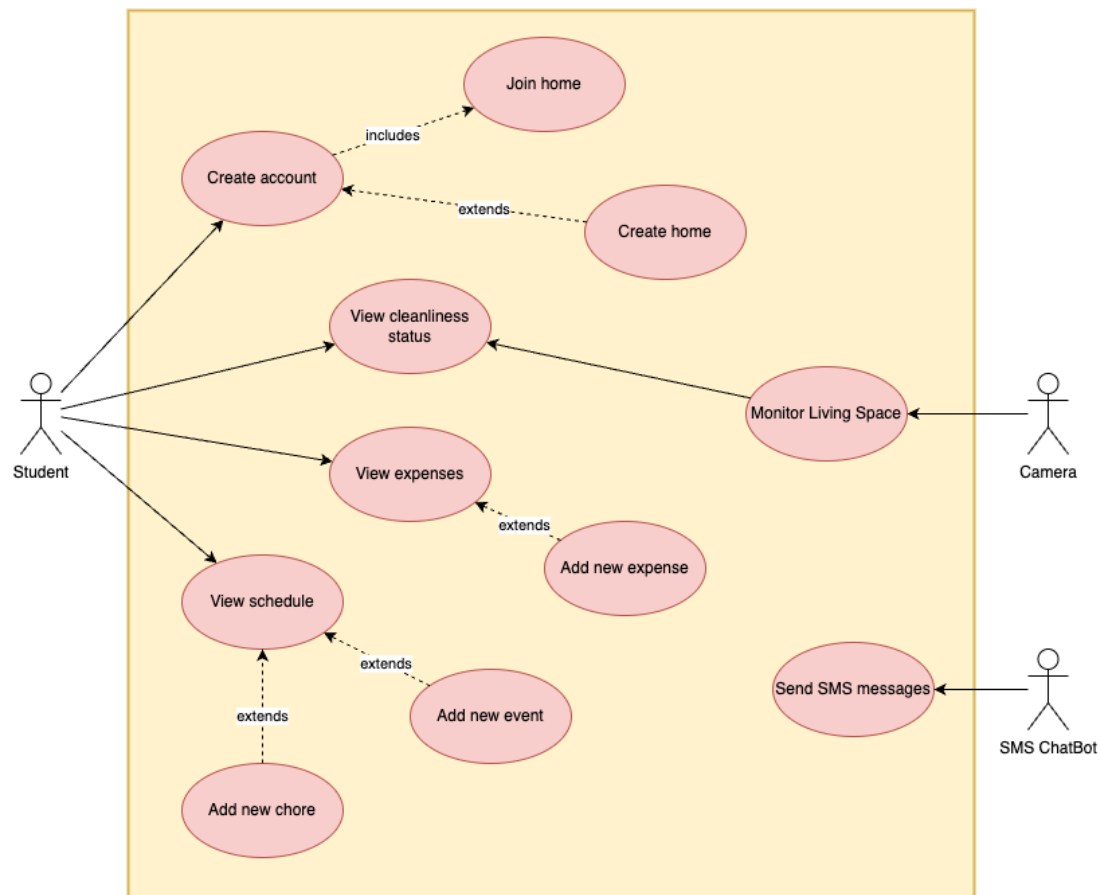 Join home
includes
Create account
extends
Create home
View cleanliness
status
Monitor Living Space
Student
Camera
View expenses
extends
Add new expense
View schedule
extends
Send SMS messages
extends
Add new event
SMS ChatBot
Add new chore